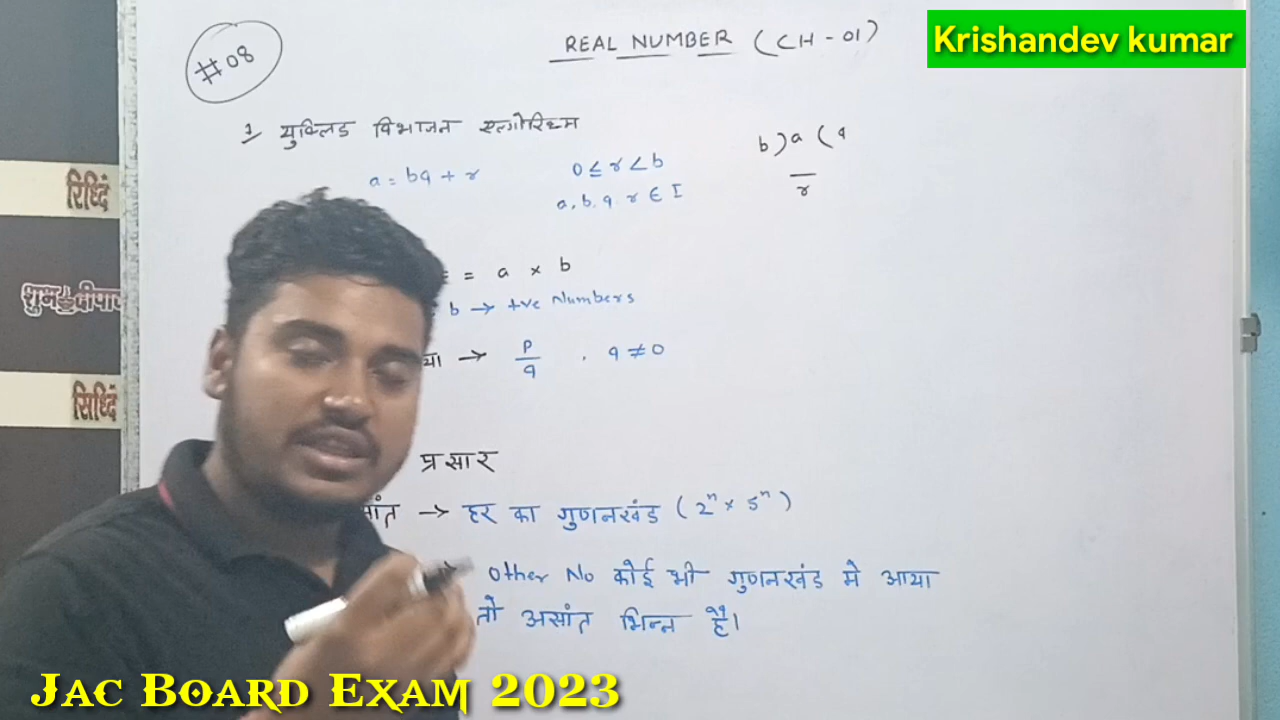 #08
REAL NUMBER (CH-01)
Krishandev kumar
1 युक्लिड विभाजन एल्गोरिथ्म
a = bq + r
0 ≤ r < b
a, b, q, r ∈ I
b ) a ( q
r
रिध्दि
= a × b
b → +ve Numbers
→ p/q , q ≠ 0
सिध्दि
प्रसार
→ हर का गुणनखंड ( 2ⁿ × 5ⁿ )
Other No कोई भी गुणनखंड मे आया
तो असांत भिन्न है।
JAC BOARD EXAM 2023